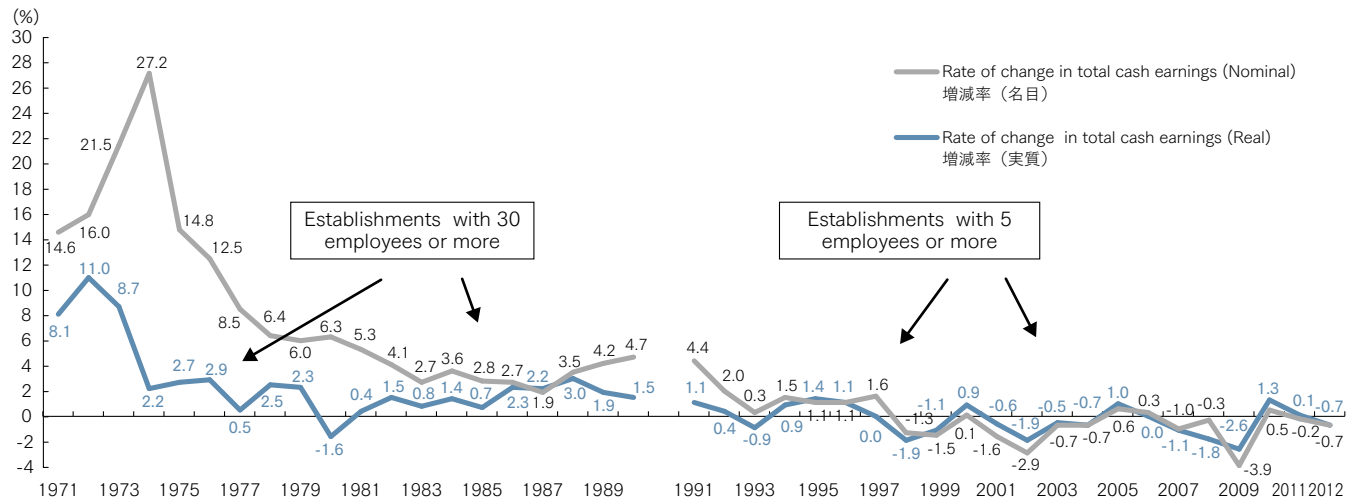 (%)
30
28
26
24
22
20
18
16
14
12
10
8
6
4
2
0
-2
-4
Rate of change in total cash earnings (Nominal)
増減率（名目）
Rate of change in total cash earnings (Real)
増減率（実質）
Establishments with 30
employees or more
Establishments with 5
employees or more
14.6 16.0 21.5 27.2 14.8 12.5 8.5 6.4 6.0 6.3 5.3 4.1 2.7 3.6 2.8 2.7 1.9 3.5 4.2 4.7
8.1 11.0 8.7 2.2 2.7 2.9 0.5 2.5 2.3 -1.6 0.4 1.5 0.8 1.4 0.7 2.3 2.2 3.0 1.9 1.5
4.4 2.0 0.3 1.5 1.1 1.1 1.6 -1.3 -1.5 0.1 -1.6 -2.9 -0.7 -0.7 0.6 0.3 -1.0 -0.3 -3.9 0.5 -0.2 -0.7
1.1 0.4 -0.9 0.9 1.4 1.1 0.0 -1.9 -1.1 0.9 -0.6 -1.9 -0.5 -0.7 1.0 0.0 -1.1 -1.8 -2.6 1.3 0.1 -0.7
1971 1973 1975 1977 1979 1981 1983 1985 1987 1989 1991 1993 1995 1997 1999 2001 2003 2005 2007 2009 2011 2012